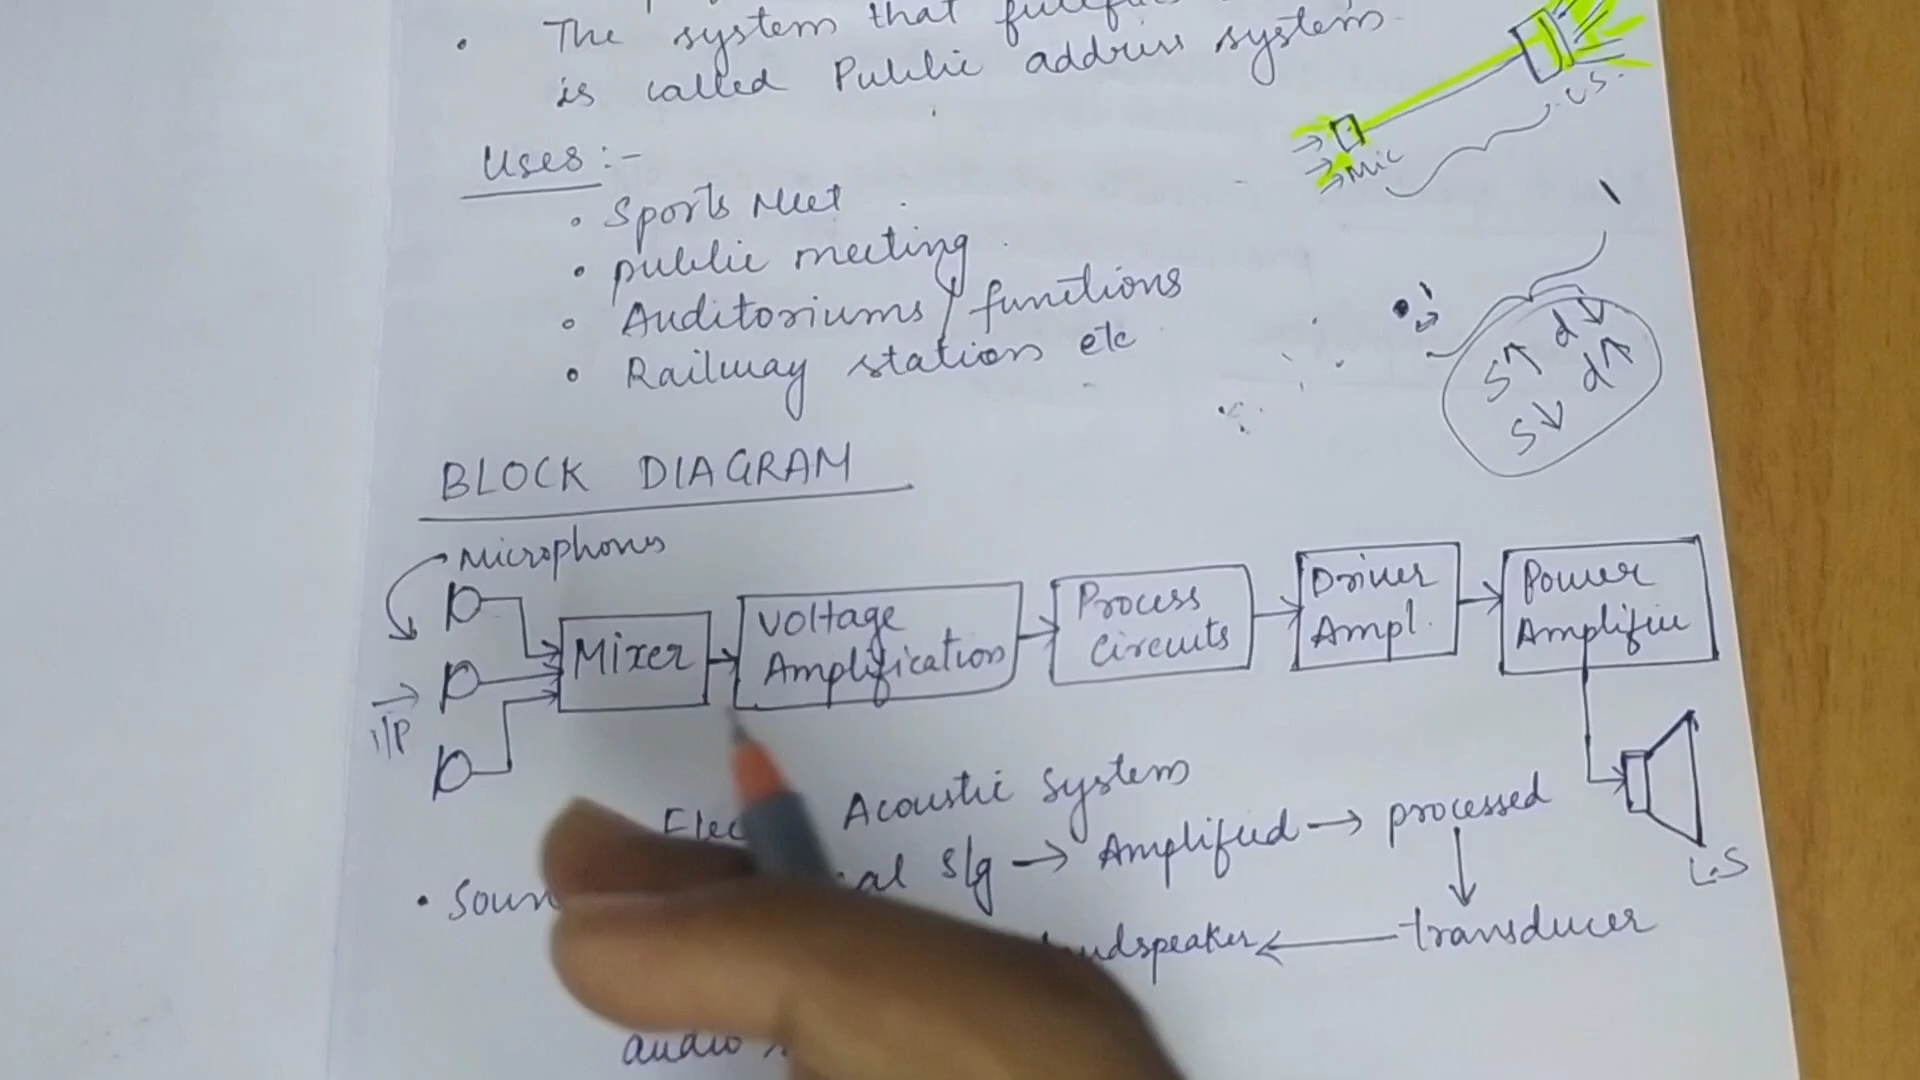 • The system that
is called Public address system
Mic
L.S.
Uses :-
• Sports Meet
• public meeting
• Auditoriums / functions
• Railway station etc
S↑ d↓
S↓ d↑
BLOCK DIAGRAM
Microphones
i/P
Mixer
Voltage
Amplification
Process
Circuits
Driver
Ampl.
Power
Amplifier
L.S
Acoustic System
• S/g → Amplified → processed
← transducer
audio